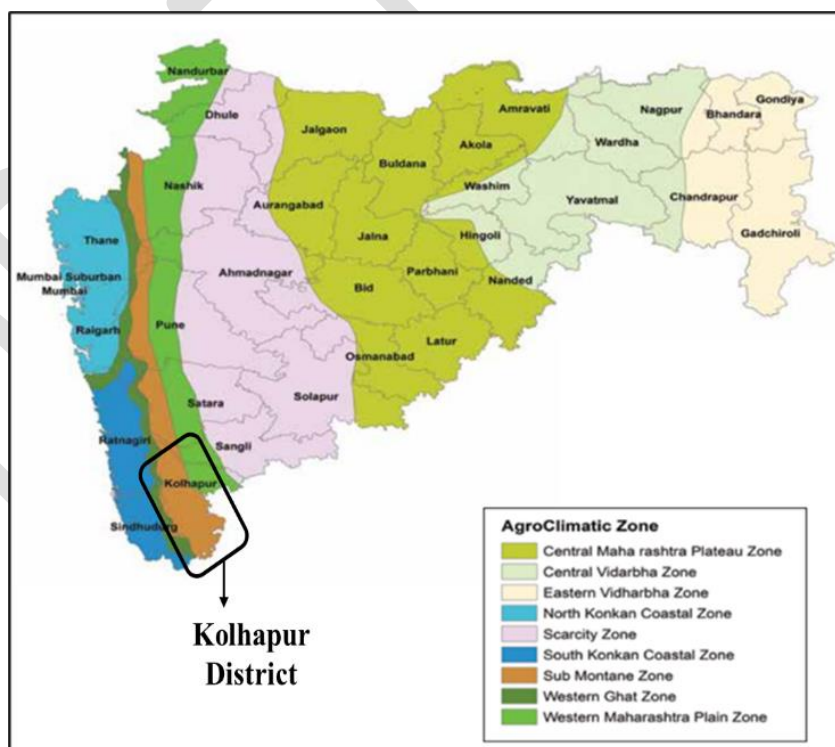 Nandurbar
Dhule
Jalgaon
Amravati
Nagpur
Gondiya
Bhandara
Buldana
Akola
Wardha
Nashik
Washim
Yavatmal
Chandrapur
Aurangabad
Thane
Jalna
Hingoli
Gadchiroli
Mumbai Suburban
Mumbai
Ahmadnagar
Parbhani
Nanded
Bid
Raigarh
Pune
Latur
Osmanabad
Satara
Solapur
Ratnagiri
Sangli
Kolhapur
Sindhudurg
Kolhapur
District
AgroClimatic Zone
Central Maha rashtra Plateau Zone
Central Vidarbha Zone
Eastern Vidharbha Zone
North Konkan Coastal Zone
Scarcity Zone
South Konkan Coastal Zone
Sub Montane Zone
Western Ghat Zone
Western Maharashtra Plain Zone